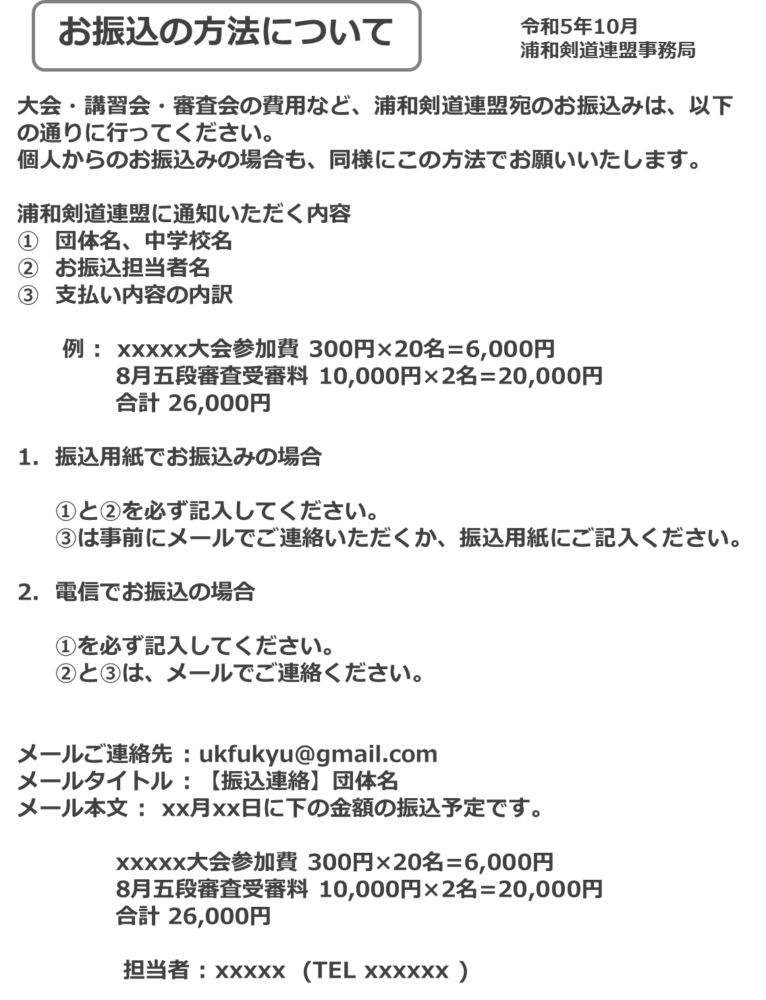 お振込の方法について
令和5年10月
浦和剣道連盟事務局
大会・講習会・審査会の費用など、浦和剣道連盟宛のお振込みは、以下
の通りに行ってください。
個人からのお振込みの場合も、同様にこの方法でお願いいたします。
浦和剣道連盟に通知いただく内容
① 団体名、中学校名
② お振込担当者名
③ 支払い内容の内訳
例： xxxxx大会参加費 300円×20名=6,000円
8月五段審査受審料 10,000円×2名=20,000円
合計 26,000円
1. 振込用紙でお振込みの場合
①と②を必ず記入してください。
③は事前にメールでご連絡いただくか、振込用紙にご記入ください。
2. 電信でお振込の場合
①を必ず記入してください。
②と③は、メールでご連絡ください。
メールご連絡先：ukfukyu@gmail.com
メールタイトル：【振込連絡】団体名
メール本文： xx月xx日に下の金額の振込予定です。
xxxxx大会参加費 300円×20名=6,000円
8月五段審査受審料 10,000円×2名=20,000円
合計 26,000円
担当者：xxxxx (TEL xxxxxx )